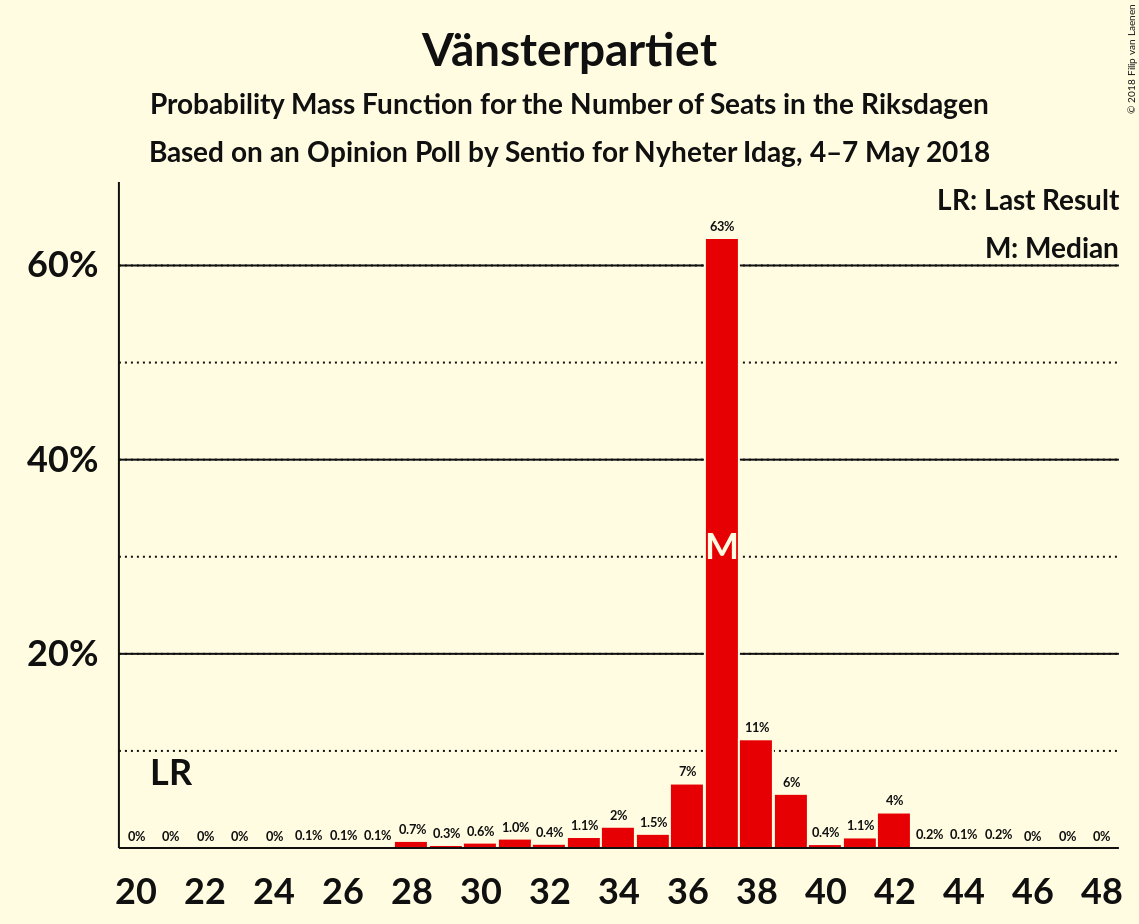 Vänsterpartiet
Probability Mass Function for the Number of Seats in the Riksdagen
Based on an Opinion Poll by Sentio for Nyheter Idag, 4–7 May 2018
© 2018 Filip van Laenen
LR: Last Result
M: Median
60%
40%
20%
63%
M
LR
0% 0% 0% 0% 0% 0.1% 0.1% 0.1% 0.7% 0.3% 0.6% 1.0% 0.4% 1.1% 2% 1.5% 7% 11% 6% 0.4% 1.1% 4% 0.2% 0.1% 0.2% 0% 0% 0%
20 22 24 26 28 30 32 34 36 38 40 42 44 46 48